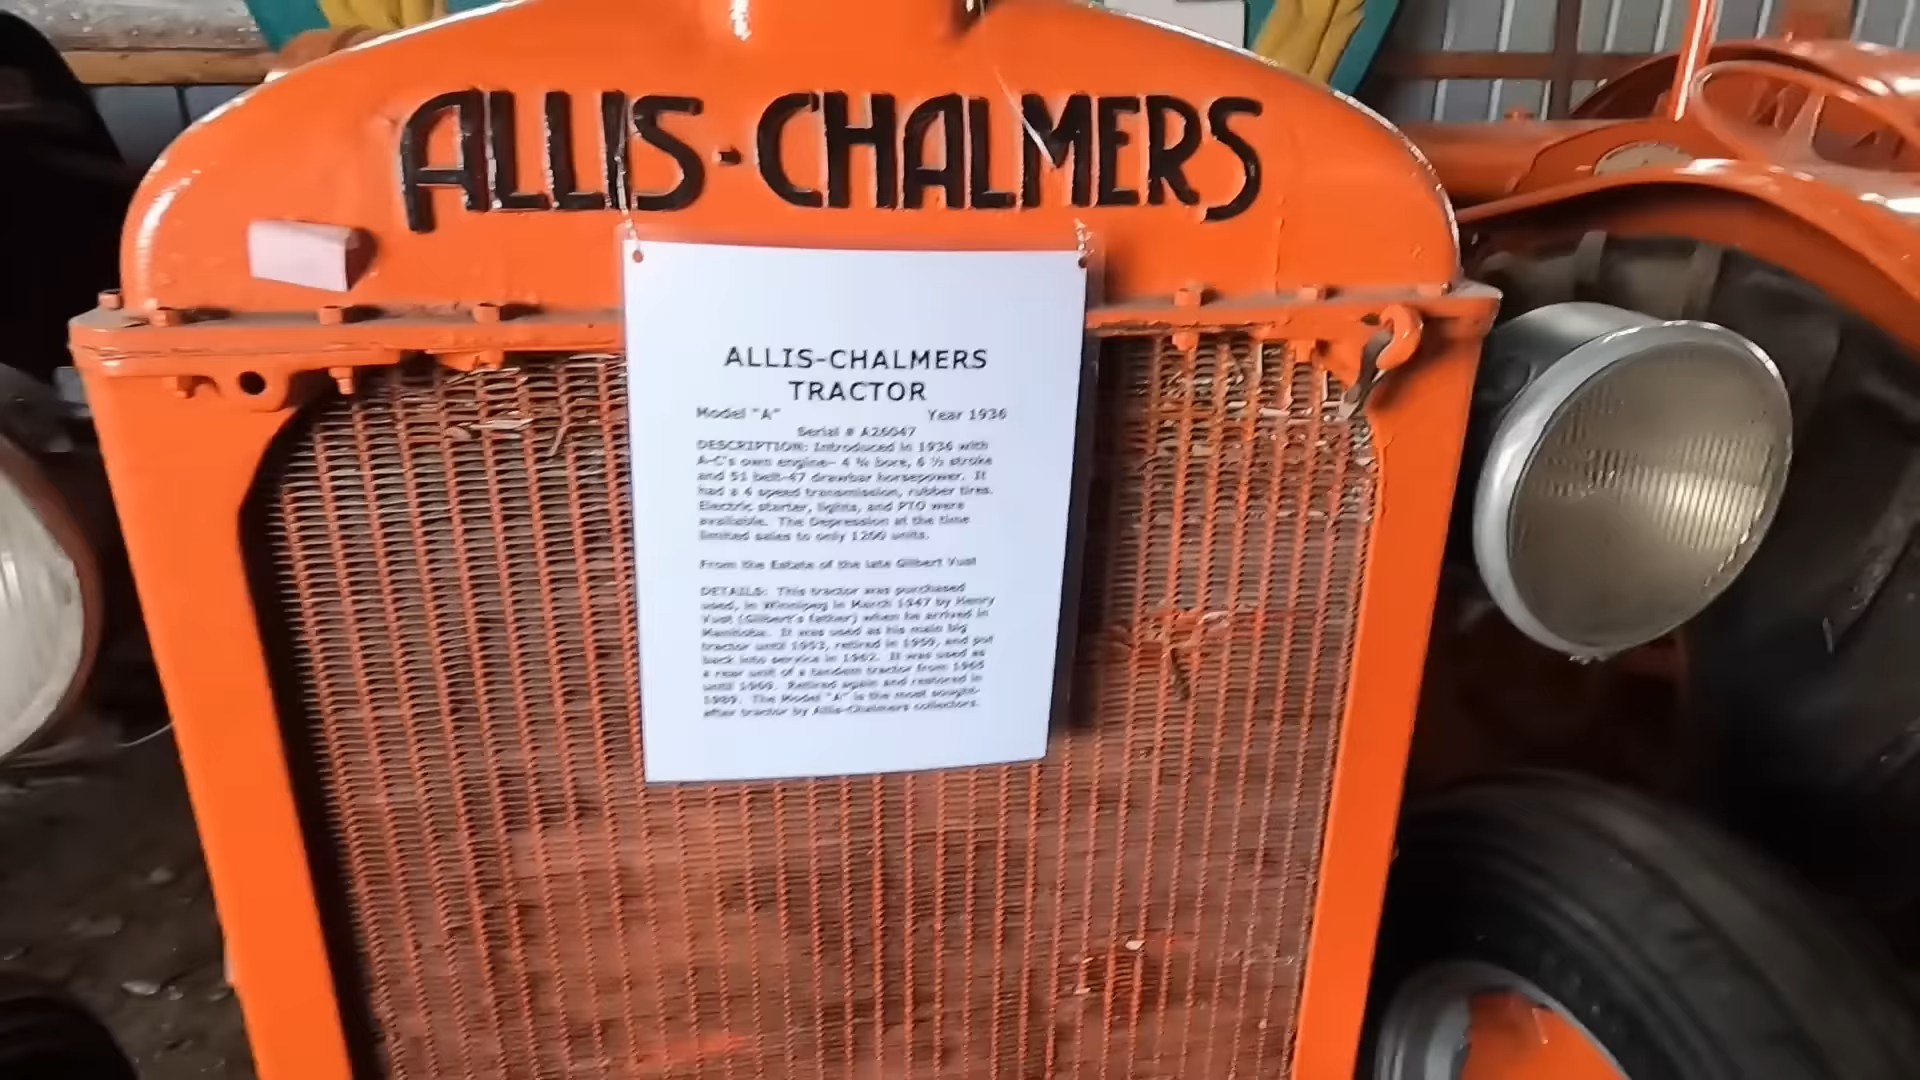 ALLIS-CHALMERS
ALLIS-CHALMERS
TRACTOR
Model "A" Year 1936
Serial # A26047
DESCRIPTION: Introduced in 1936 with
A-C's own engine- 4 ¾ bore, 6 ½ stroke
and 51 belt-47 drawbar horsepower. It
had a 4 speed transmission, rubber tires.
Electric starter, lights, and PTO were
available. The Depression at the time
limited sales to only 1200 units.
From the Estate of the late Gilbert Yust
DETAILS: This tractor was purchased
used, in Winnipeg in March 1947 by Henry
Yust (Gilbert's father) when he arrived in
Manitoba. It was used as his main big
tractor until 1953, retired in 1959, and put
back into service in 1962. It was used as
a rear unit of a tandem tractor from 1965
until 1969. Retired again and restored in
1989. The Model "A" is the most sought-
after tractor by Allis-Chalmers collectors.